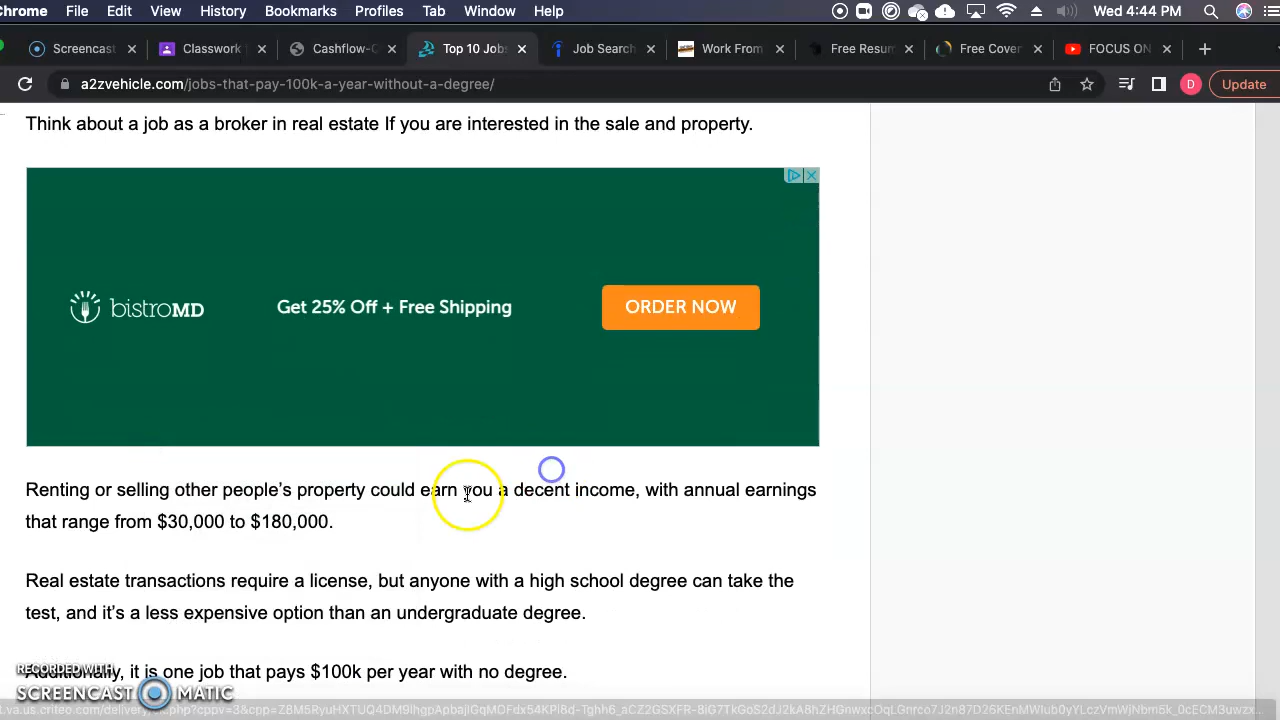 Chrome File Edit View History Bookmarks Profiles Tab Window Help Wed 4:44 PM
Screencast Classwork Cashflow-Q Top 10 Jobs Job Search Work From Free Resum Free Cover FOCUS ON
a2zvehicle.com/jobs-that-pay-100k-a-year-without-a-degree/ D Update
Think about a job as a broker in real estate If you are interested in the sale and property.
bistroMD Get 25% Off + Free Shipping ORDER NOW
Renting or selling other people's property could earn you a decent income, with annual earnings
that range from $30,000 to $180,000.
Real estate transactions require a license, but anyone with a high school degree can take the
test, and it's a less expensive option than an undergraduate degree.
Additionally, it is one job that pays $100k per year with no degree.
RECORDED WITH
SCREENCAST MATIC